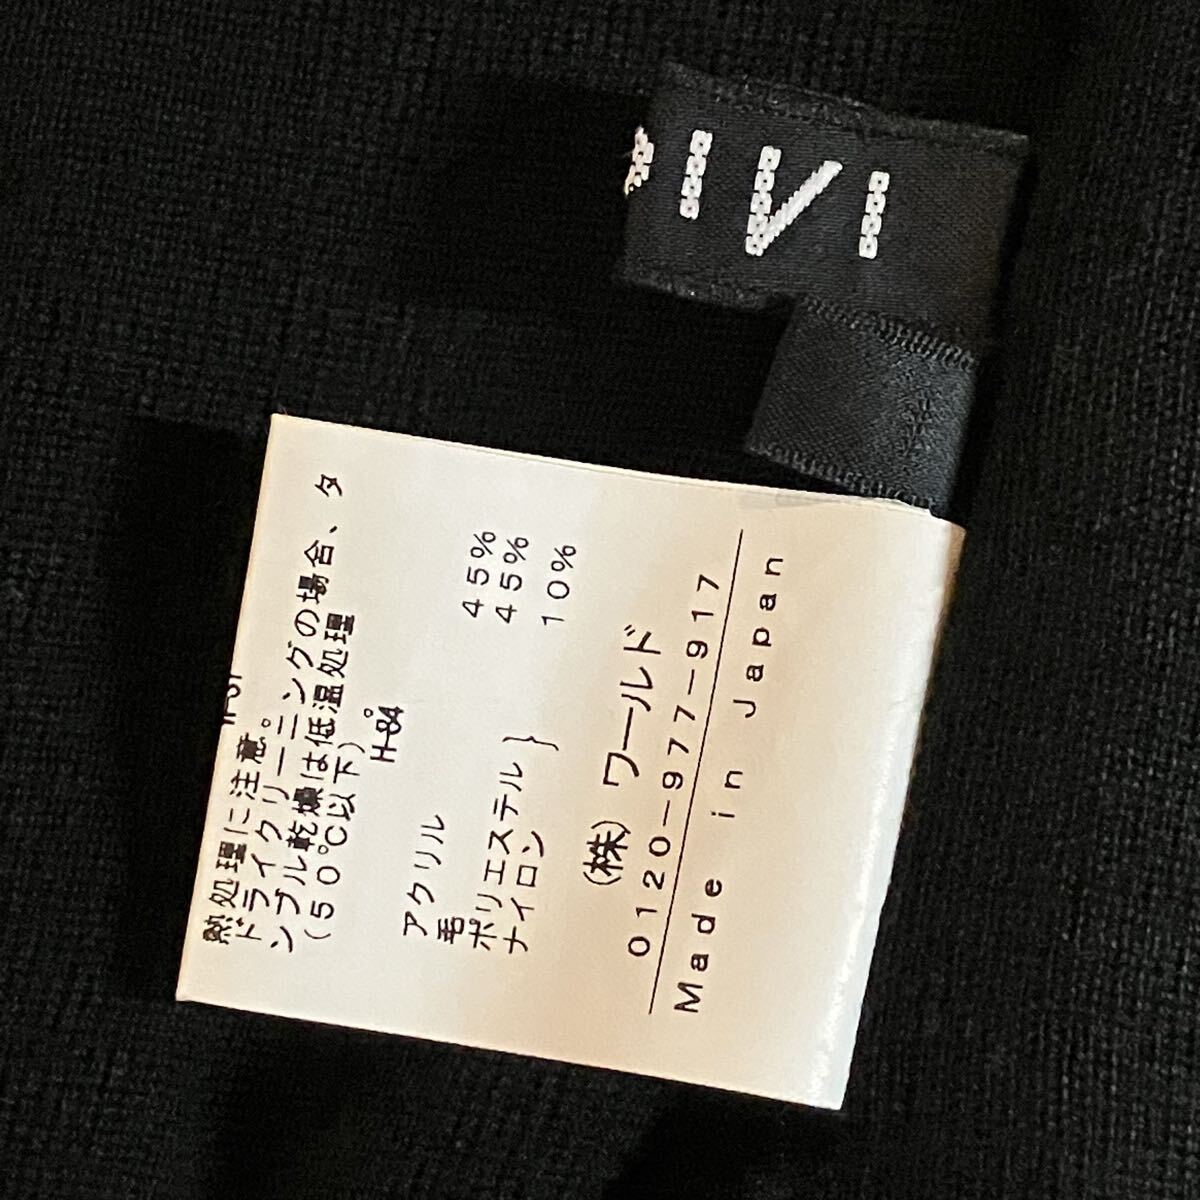 IVI
熱処理に注意。
ドライクリーニングの場合、タ
ンブル乾燥は低温処理
(50℃以下)。
H-84
アクリル 45%
毛 45%
ポリエステル
ナイロン } 10%
(株)ワールド
0120-977-917
Made in Japan